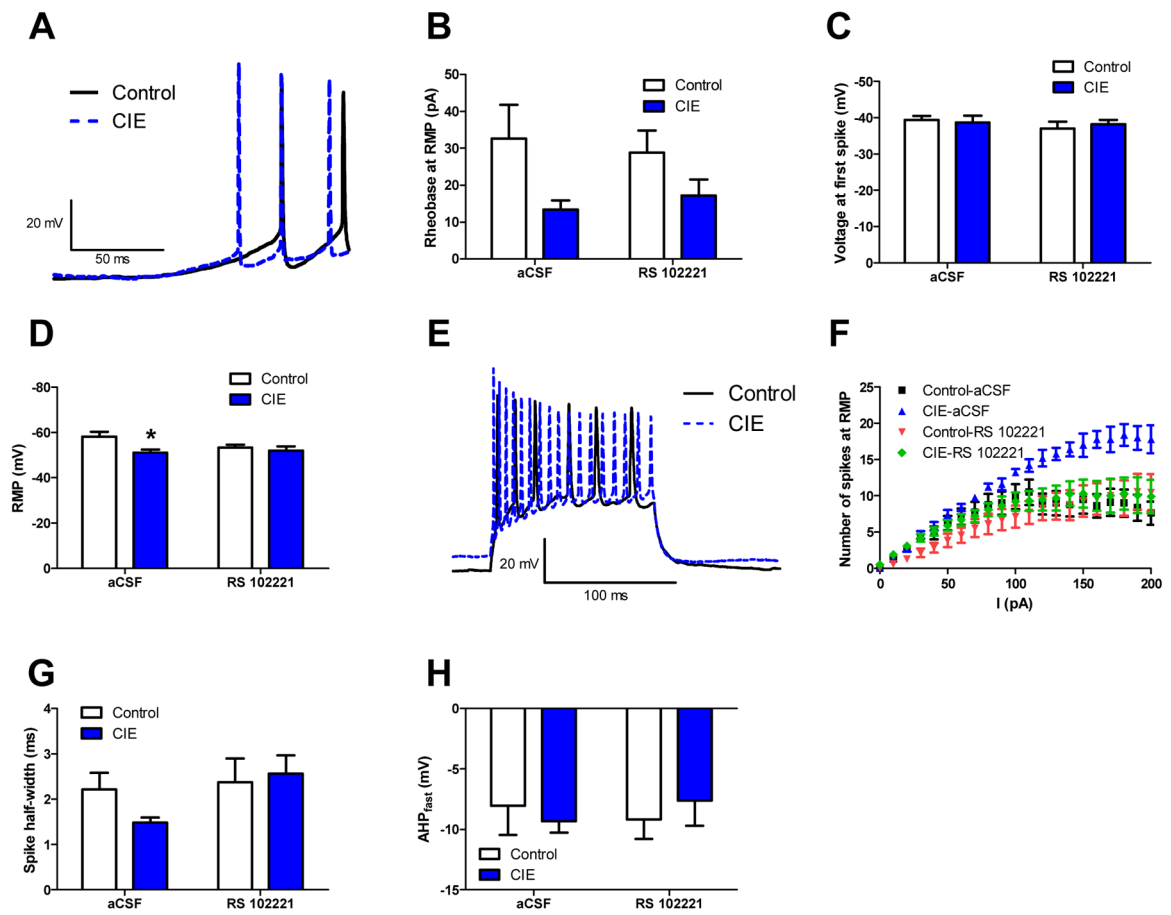 A
Control
CIE
20 mV
50 ms
B
Rheobase at RMP (pA)
50
40
30
20
10
0
Control
CIE
aCSF
RS 102221
C
Voltage at first spike (mV)
-50
-40
-30
-20
-10
0
Control
CIE
aCSF
RS 102221
D
RMP (mV)
-80
-60
-40
-20
0
Control
CIE
*
aCSF
RS 102221
E
Control
CIE
20 mV
100 ms
F
Number of spikes at RMP
25
20
15
10
5
0
Control-aCSF
CIE-aCSF
Control-RS 102221
CIE-RS 102221
0
50
100
150
200
I (pA)
G
Spike half-width (ms)
4
3
2
1
0
Control
CIE
aCSF
RS 102221
H
AHPfast (mV)
0
-5
-10
-15
Control
CIE
aCSF
RS 102221